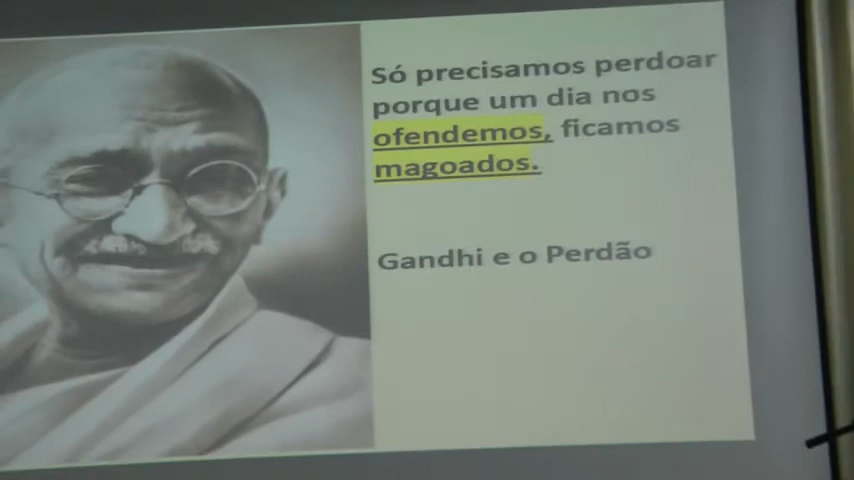 Só precisamos perdoar
porque um dia nos
ofendemos, ficamos
magoados.
Gandhi e o Perdão